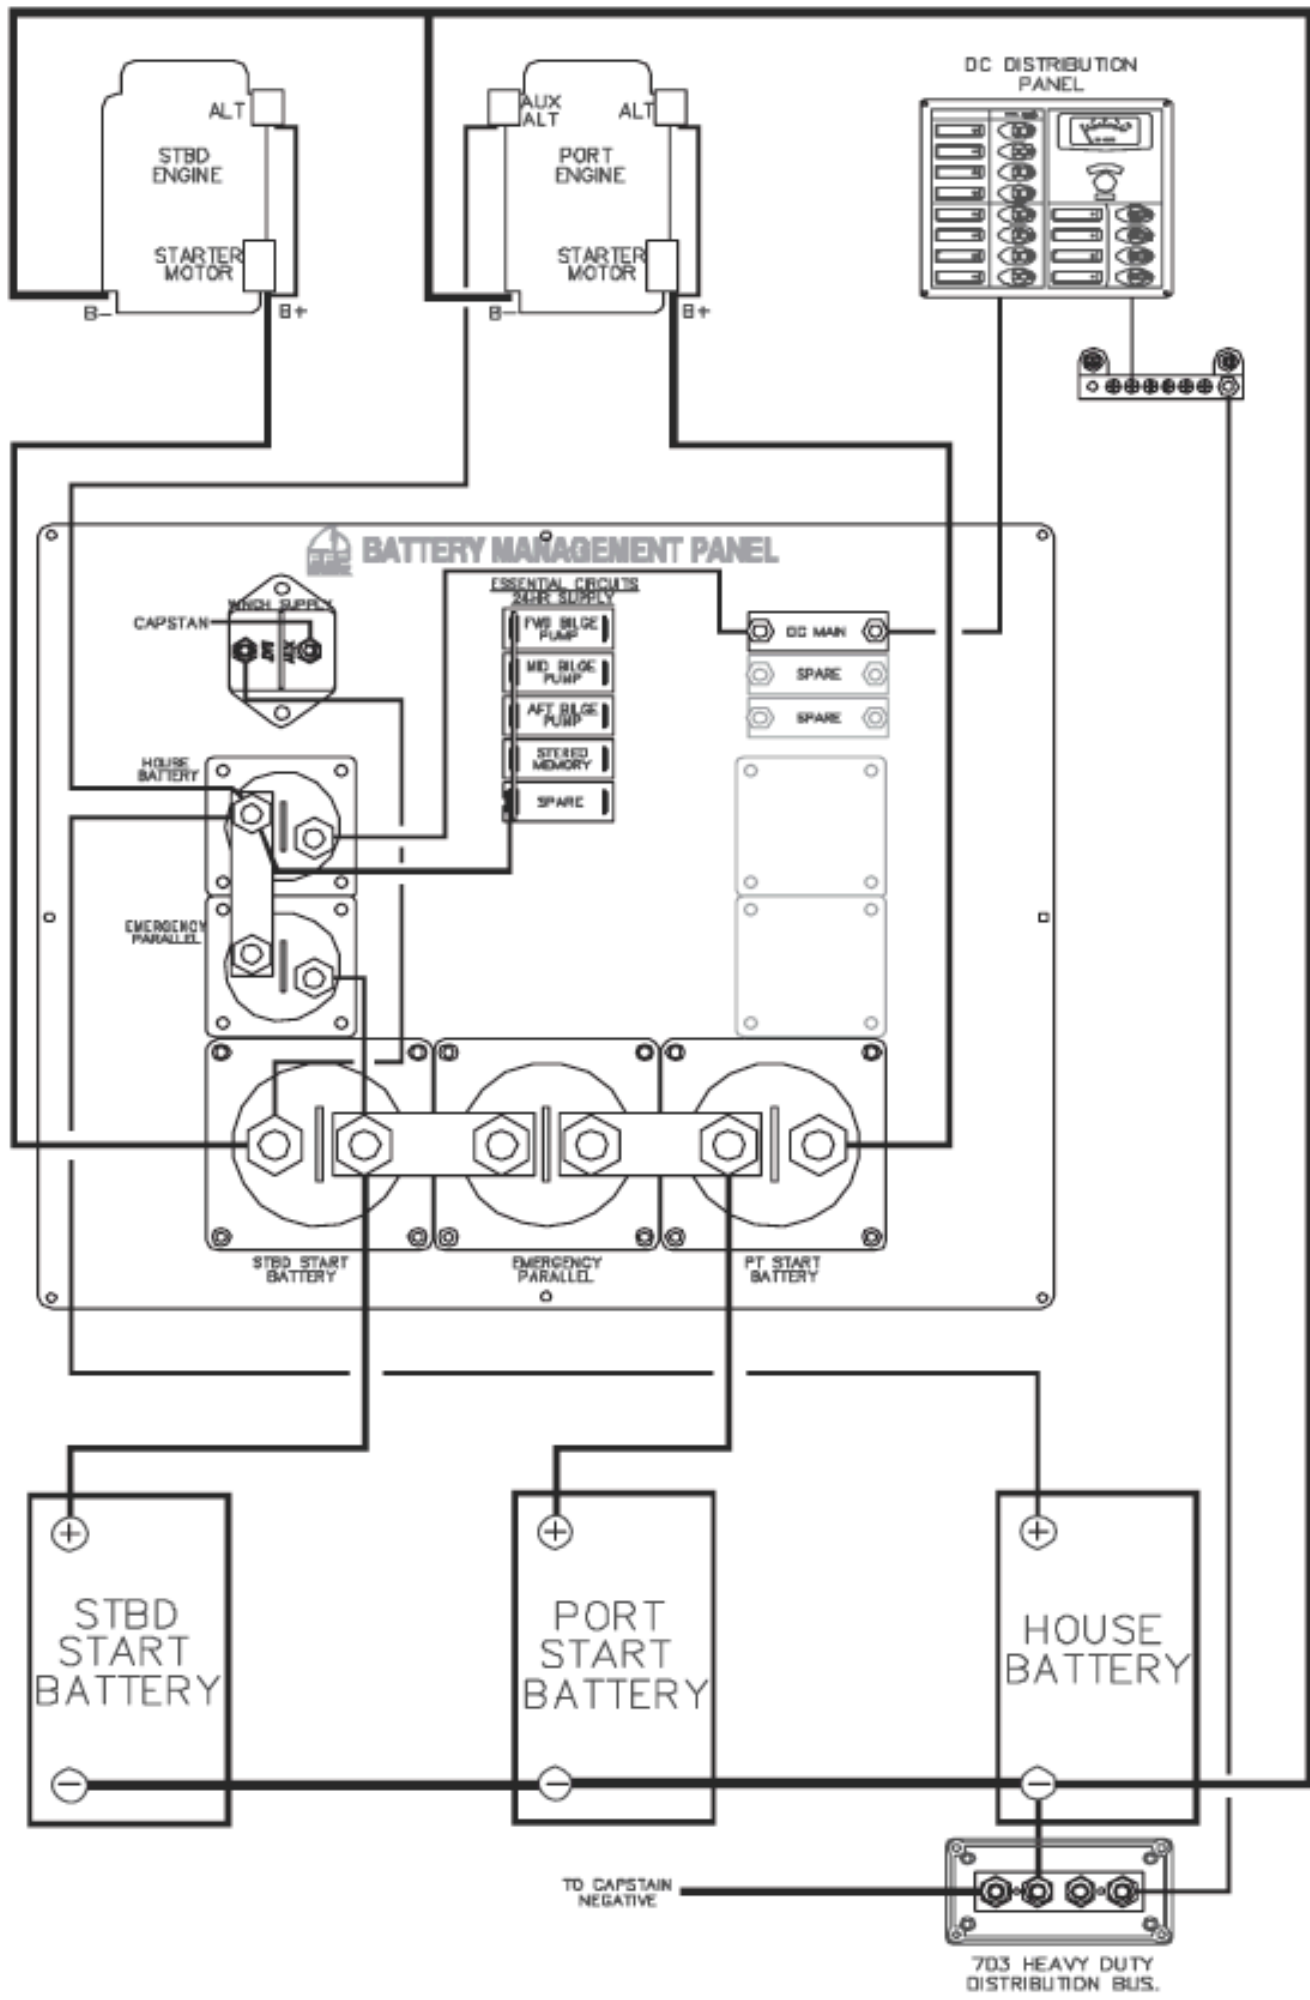 DC DISTRIBUTION
PANEL
ALT
STBD
ENGINE
STARTER
MOTOR
B-
B+
AUX
ALT
ALT
PORT
ENGINE
STARTER
MOTOR
B-
B+
BATTERY MANAGEMENT PANEL
WINCH SUPPLY
CAPSTAN
BAT
ESSENTIAL CIRCUITS
24HR SUPPLY
FWD BILGE
PUMP
MID BILGE
PUMP
AFT BILGE
PUMP
STEREO
MEMORY
SPARE
DC MAIN
SPARE
SPARE
HOUSE
BATTERY
EMERGENCY
PARALLEL
STBD START
BATTERY
EMERGENCY
PARALLEL
PT START
BATTERY
+
+
+
STBD
START
BATTERY
PORT
START
BATTERY
HOUSE
BATTERY
-
-
-
TO CAPSTAIN
NEGATIVE
703 HEAVY DUTY
DISTRIBUTION BUS.